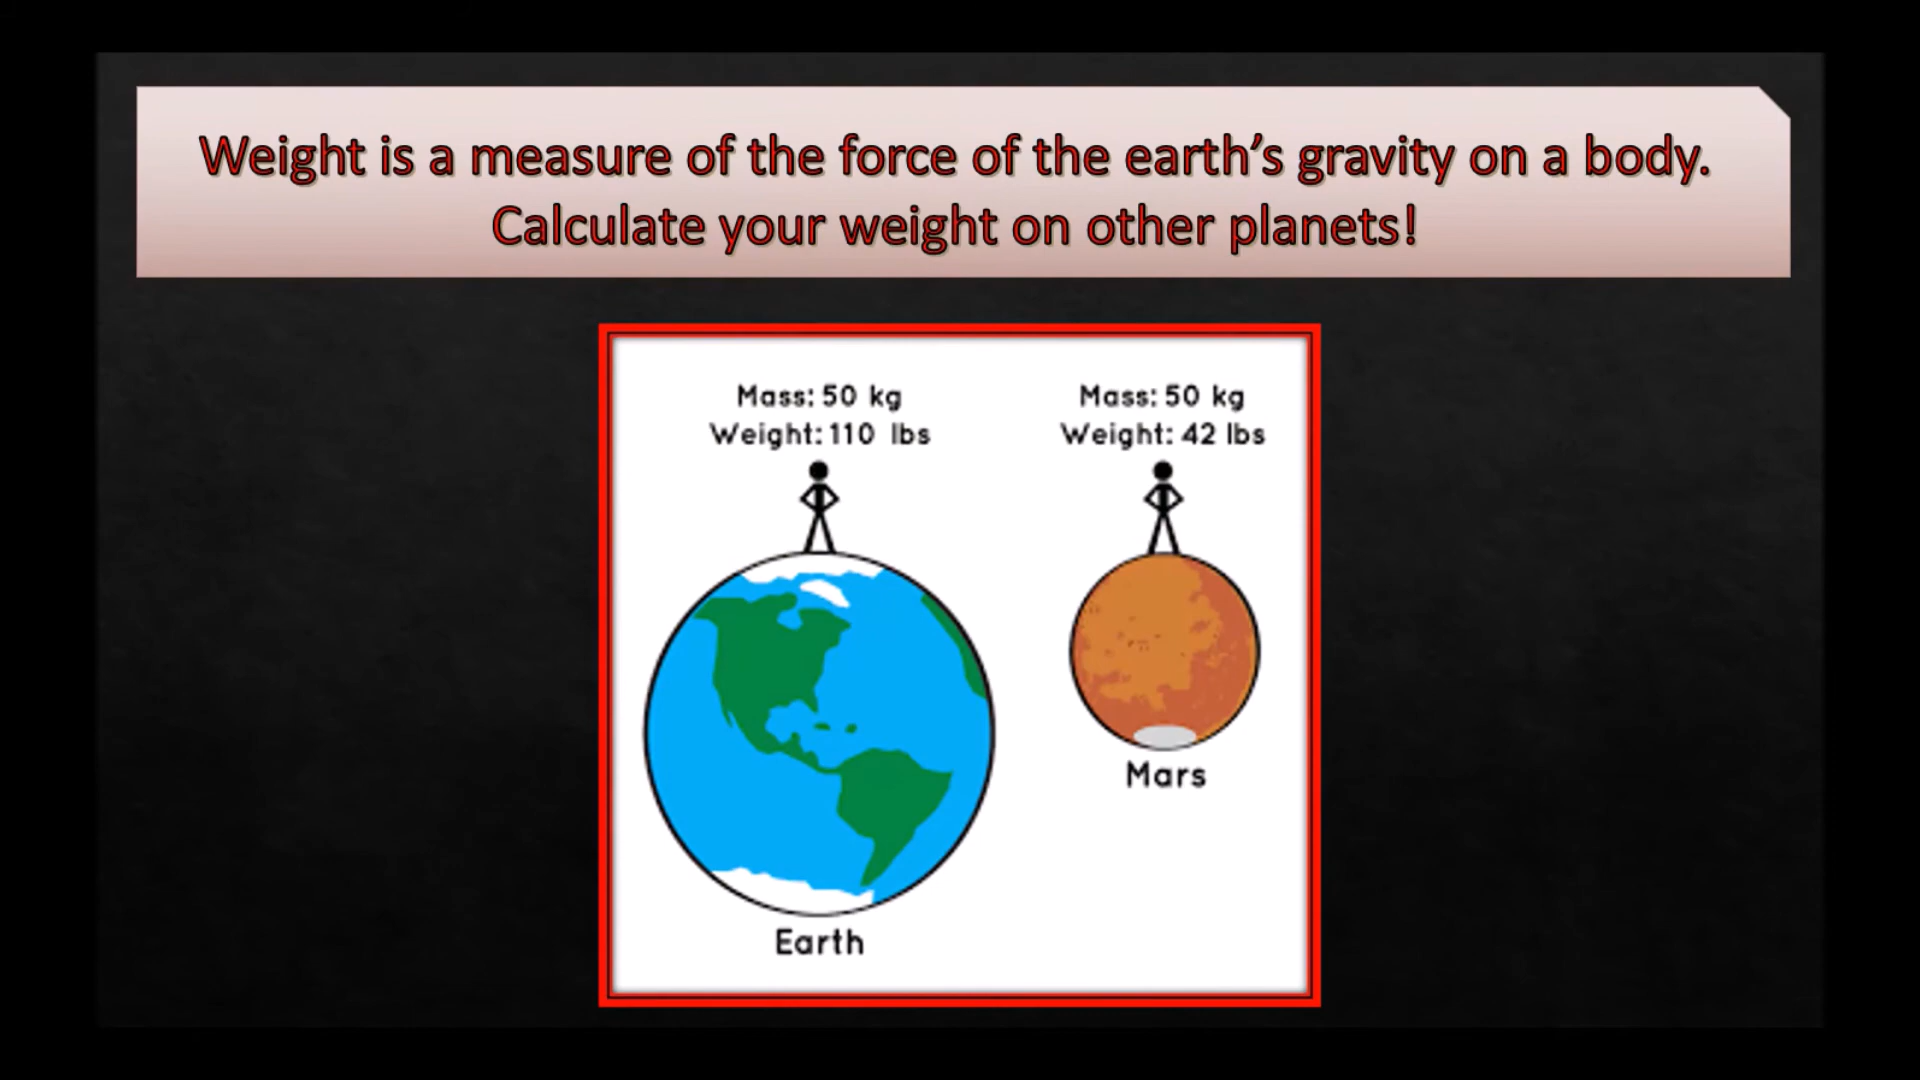 Weight is a measure of the force of the earth’s gravity on a body.
Calculate your weight on other planets!
Mass: 50 kg
Weight: 110 lbs
Earth
Mass: 50 kg
Weight: 42 lbs
Mars